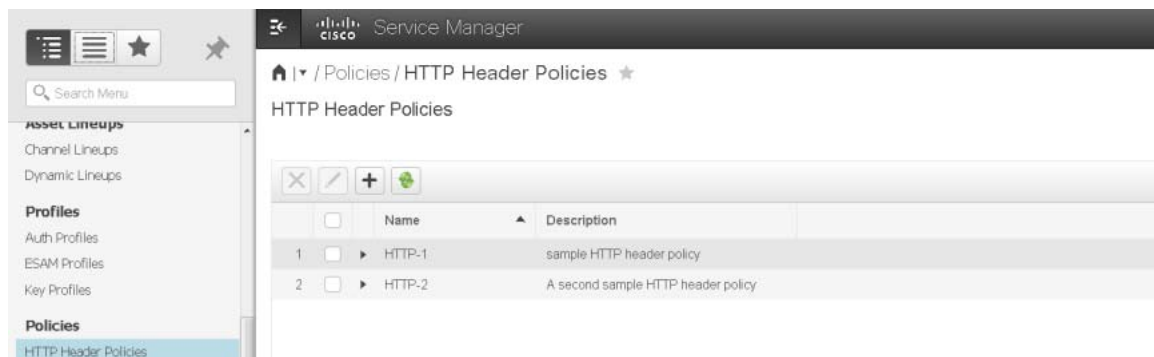 Search Menu
Asset Lineups
Channel Lineups
Dynamic Lineups
Profiles
Auth Profiles
ESAM Profiles
Key Profiles
Policies
HTTP Header Policies
CISCO Service Manager
/ Policies / HTTP Header Policies
HTTP Header Policies
Name Description
1 HTTP-1 sample HTTP header policy
2 HTTP-2 A second sample HTTP header policy